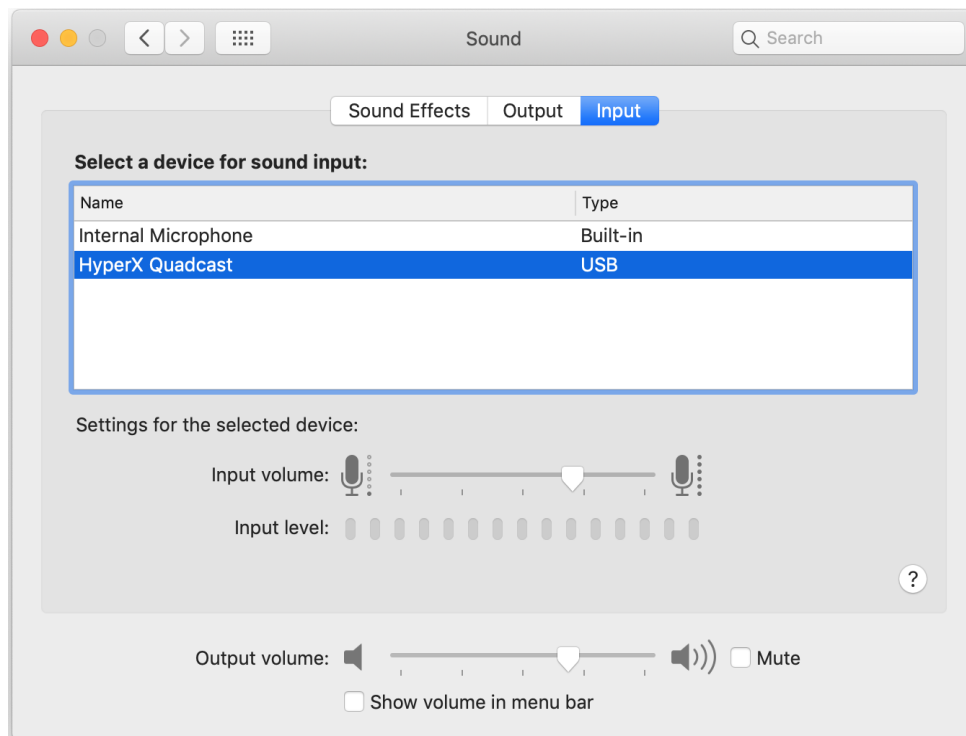 Sound
Search
Sound Effects Output Input
Select a device for sound input:
Name Type
Internal Microphone Built-in
HyperX Quadcast USB
Settings for the selected device:
Input volume:
Input level:
?
Output volume: Mute
Show volume in menu bar